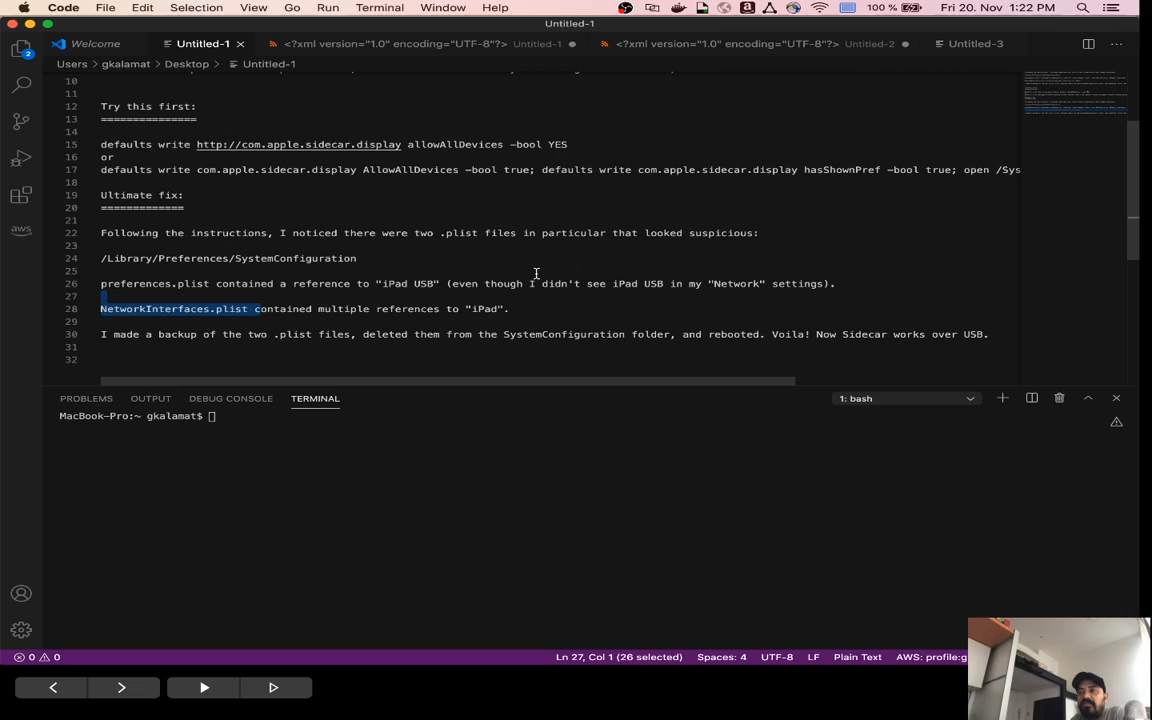 Code File Edit Selection View Go Run Terminal Window Help 100 % Fri 20. Nov 1:22 PM
Untitled-1
Welcome Untitled-1 <?xml version="1.0" encoding="UTF-8"?> Untitled-1 <?xml version="1.0" encoding="UTF-8"?> Untitled-2 Untitled-3
Users > gkalamat > Desktop > Untitled-1
10
11
12 Try this first:
13 ===============
14
15 defaults write http://com.apple.sidecar.display allowAllDevices -bool YES
16 or
17 defaults write com.apple.sidecar.display AllowAllDevices -bool true; defaults write com.apple.sidecar.display hasShownPref -bool true; open /Sys
18
19 Ultimate fix:
20 =============
21
22 Following the instructions, I noticed there were two .plist files in particular that looked suspicious:
23
24 /Library/Preferences/SystemConfiguration
25
26 preferences.plist contained a reference to "iPad USB" (even though I didn't see iPad USB in my "Network" settings).
27
28 NetworkInterfaces.plist contained multiple references to "iPad".
29
30 I made a backup of the two .plist files, deleted them from the SystemConfiguration folder, and rebooted. Voila! Now Sidecar works over USB.
31
32
2
aws
PROBLEMS OUTPUT DEBUG CONSOLE TERMINAL 1: bash
MacBook-Pro:~ gkalamat$
0 0 Ln 27, Col 1 (26 selected) Spaces: 4 UTF-8 LF Plain Text AWS: profile:g